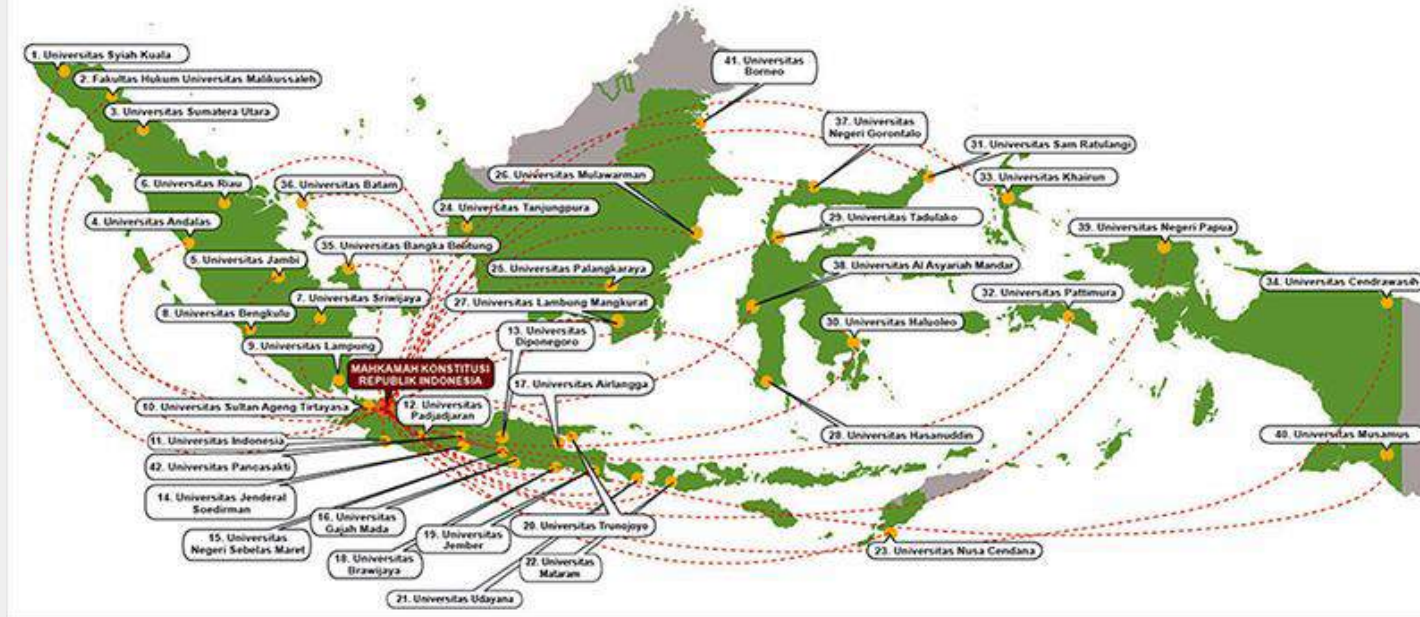 1. Universitas Syiah Kuala
2. Fakultas Hukum Universitas Malikussaleh
3. Universitas Sumatera Utara
6. Universitas Riau
36. Universitas Batam
4. Universitas Andalas
35. Universitas Bangka Belitung
5. Universitas Jambi
7. Universitas Sriwijaya
8. Universitas Bengkulu
9. Universitas Lampung
MAHKAMAH KONSTITUSI
REPUBLIK INDONESIA
10. Universitas Sultan Ageng Tirtayasa
12. Universitas
Padjadjaran
11. Universitas Indonesia
42. Universitas Pancasakti
14. Universitas Jenderal
Soedirman
15. Universitas
Negeri Sebelas Maret
16. Universitas
Gajah Mada
18. Universitas
Brawijaya
19. Universitas
Jember
21. Universitas Udayana
20. Universitas Trunojoyo
22. Universitas
Mataram
13. Universitas
Diponegoro
17. Universitas Airlangga
41. Universitas
Borneo
26. Universitas Mulawarman
24. Universitas Tanjungpura
25. Universitas Palangkaraya
27. Universitas Lambung Mangkurat
37. Universitas
Negeri Gorontalo
31. Universitas Sam Ratulangi
33. Universitas Khairun
29. Universitas Tadulako
38. Universitas Al Asyariah Mandar
32. Universitas Pattimura
30. Universitas Haluoleo
28. Universitas Hasanuddin
39. Universitas Negeri Papua
34. Universitas Cendrawasih
40. Universitas Musamus
23. Universitas Nusa Cendana